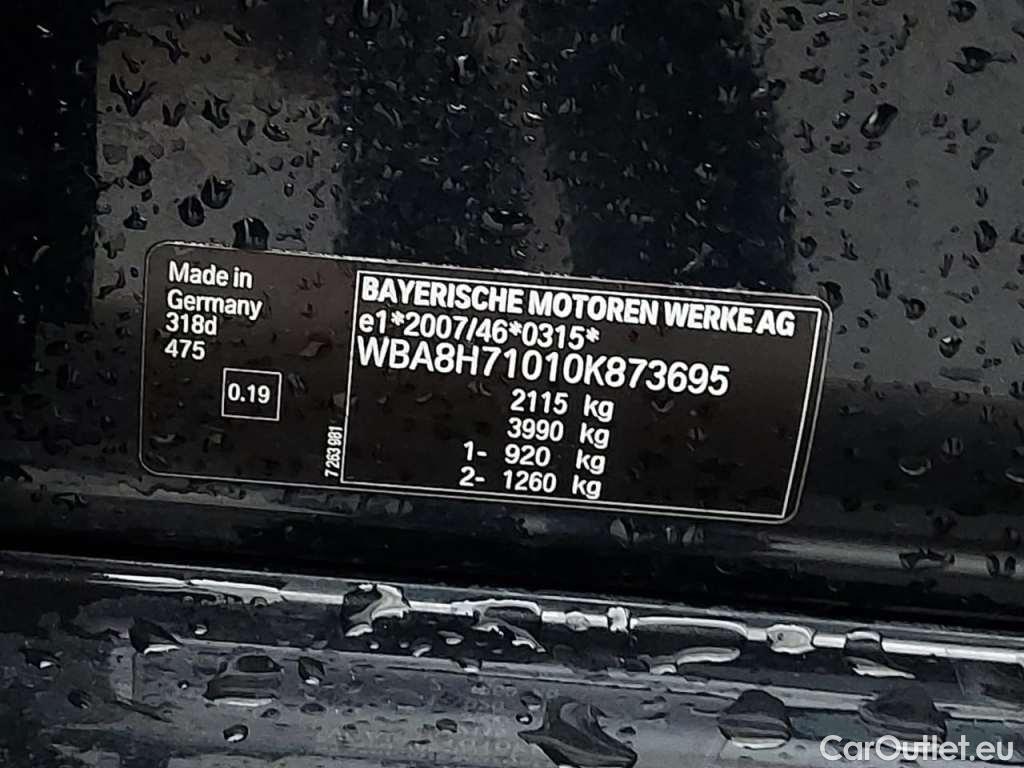 Made in
Germany
318d
475
0.19
7 263 981
BAYERISCHE MOTOREN WERKE AG
e1*2007/46*0315*
WBA8H71010K873695
2115 kg
3990 kg
1- 920 kg
2- 1260 kg
CarOutlet.eu